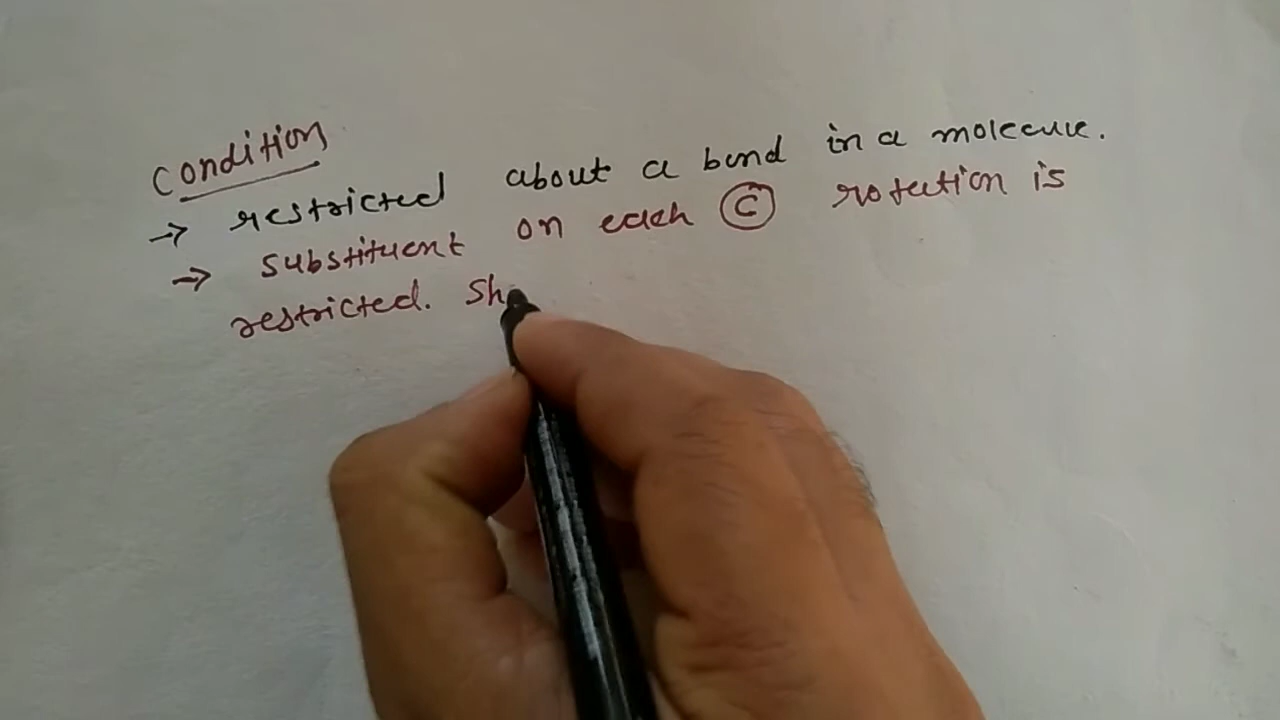 Condition
→ restricted about a bond in a molecule.
→ substituent on each C rotation is
restricted. Sh